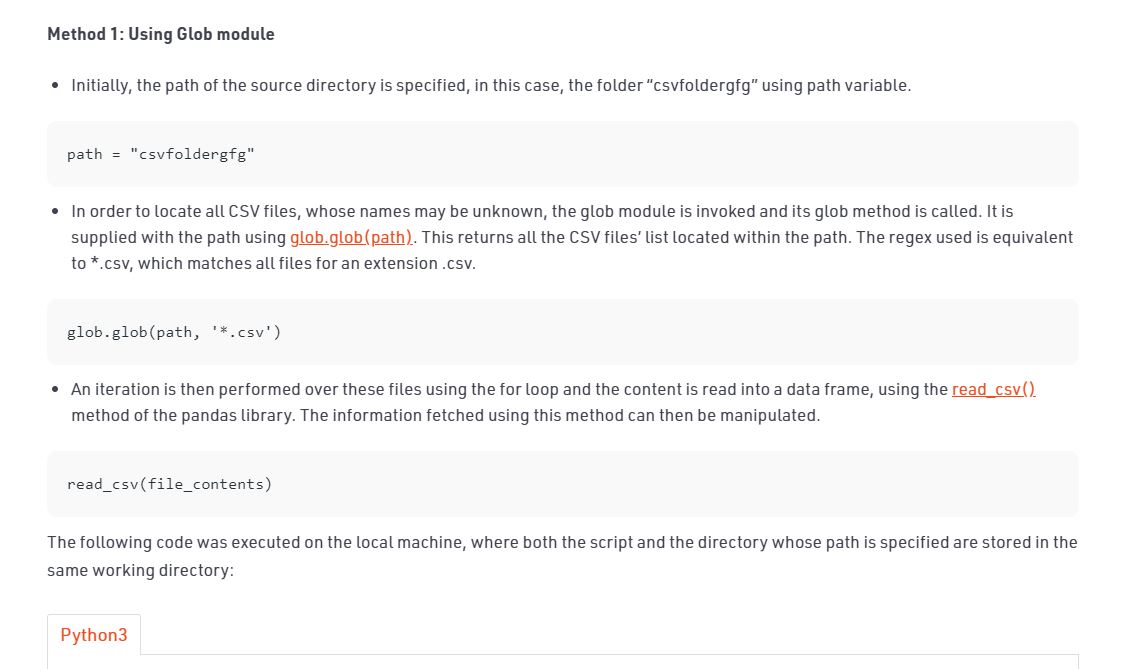 Method 1: Using Glob module
• Initially, the path of the source directory is specified, in this case, the folder “csvfoldergfg” using path variable.
path = "csvfoldergfg"
• In order to locate all CSV files, whose names may be unknown, the glob module is invoked and its glob method is called. It is
supplied with the path using glob.glob(path). This returns all the CSV files’ list located within the path. The regex used is equivalent
to *.csv, which matches all files for an extension .csv.
glob.glob(path, '*.csv')
• An iteration is then performed over these files using the for loop and the content is read into a data frame, using the read_csv()
method of the pandas library. The information fetched using this method can then be manipulated.
read_csv(file_contents)
The following code was executed on the local machine, where both the script and the directory whose path is specified are stored in the
same working directory:
Python3